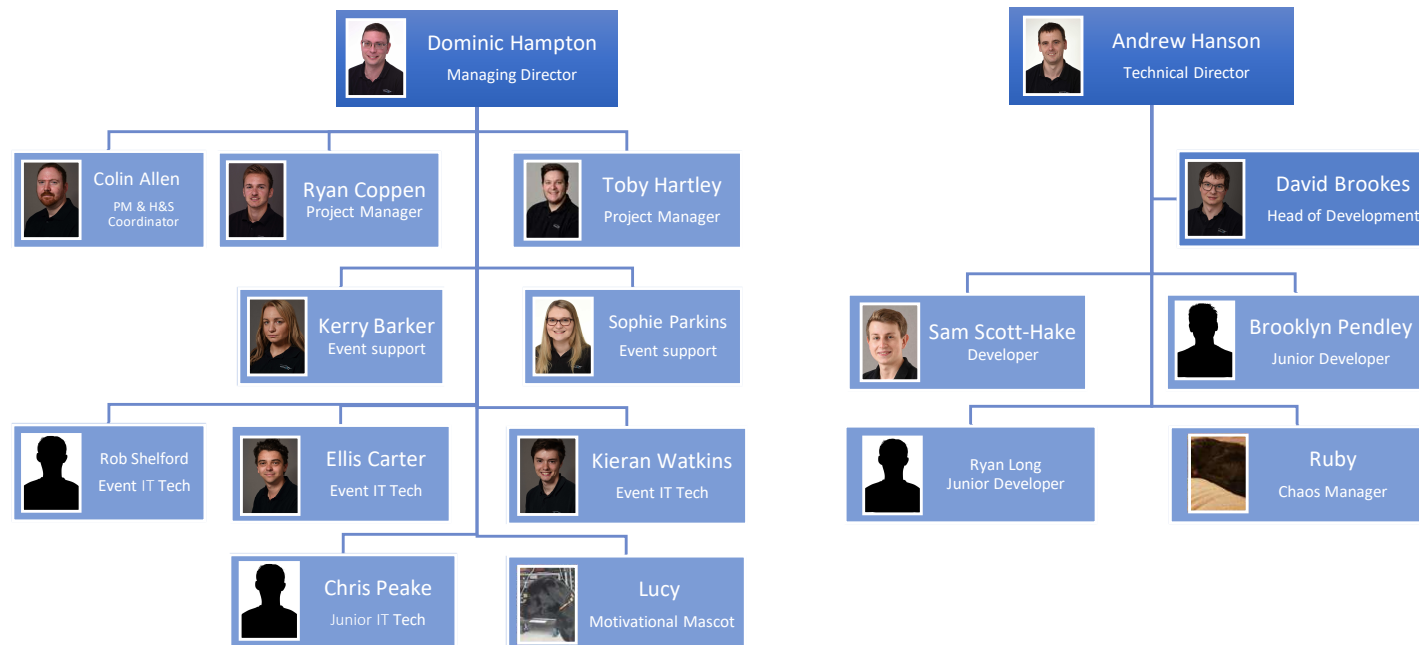 Dominic Hampton
Managing Director
Andrew Hanson
Technical Director
Colin Allen
PM & H&S
Coordinator
Ryan Coppen
Project Manager
Toby Hartley
Project Manager
David Brookes
Head of Development
Kerry Barker
Event support
Sophie Parkins
Event support
Sam Scott-Hake
Developer
Brooklyn Pendley
Junior Developer
Rob Shelford
Event IT Tech
Ellis Carter
Event IT Tech
Kieran Watkins
Event IT Tech
Ryan Long
Junior Developer
Ruby
Chaos Manager
Chris Peake
Junior IT Tech
Lucy
Motivational Mascot